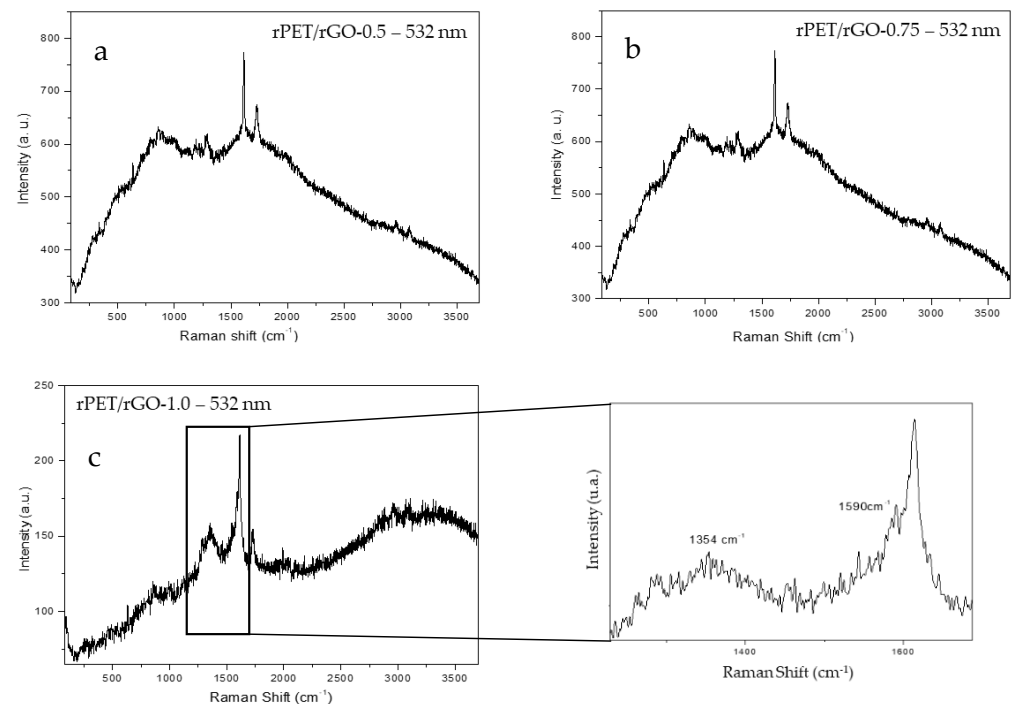 a
rPET/rGO-0.5 – 532 nm
Intensity (a. u.)
800
700
600
500
400
300
500 1000 1500 2000 2500 3000 3500
Raman shift (cm⁻¹)
b
rPET/rGO-0.75 – 532 nm
Intensity (a. u.)
800
700
600
500
400
300
500 1000 1500 2000 2500 3000 3500
Raman Shift (cm⁻¹)
rPET/rGO-1.0 – 532 nm
c
Intensity (a.u.)
250
200
150
100
500 1000 1500 2000 2500 3000 3500
Raman Shift (cm⁻¹)
Intensity (u.a.)
1354 cm⁻¹
1590cm⁻¹
1400 1600
Raman Shift (cm⁻¹)